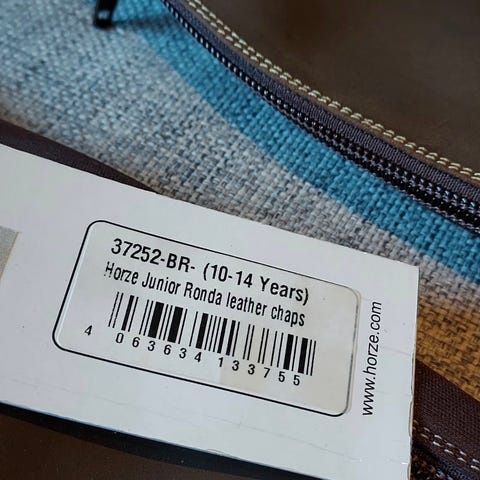 37252-BR- (10-14 Years)
Horze Junior Ronda leather chaps
4 063634 133755
www.horze.com